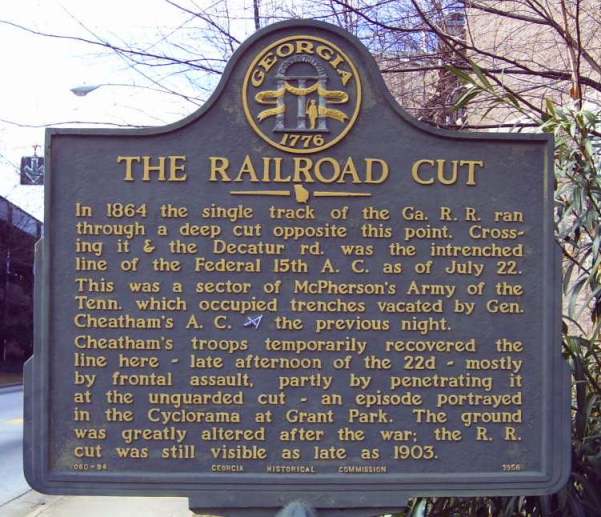 GEORGIA
1776
THE RAILROAD CUT
In 1864 the single track of the Ga. R. R. ran
through a deep cut opposite this point. Cross-
ing it & the Decatur rd. was the intrenched
line of the Federal 15th A. C. as of July 22.
This was a sector of McPherson's Army of the
Tenn. which occupied trenches vacated by Gen.
Cheatham's A. C. the previous night.
Cheatham's troops temporarily recovered the
line here - late afternoon of the 22d - mostly
by frontal assault, partly by penetrating it
at the unguarded cut - an episode portrayed
in the Cyclorama at Grant Park. The ground
was greatly altered after the war; the R. R.
cut was still visible as late as 1903.
060-94 GEORGIA HISTORICAL COMMISSION 1956